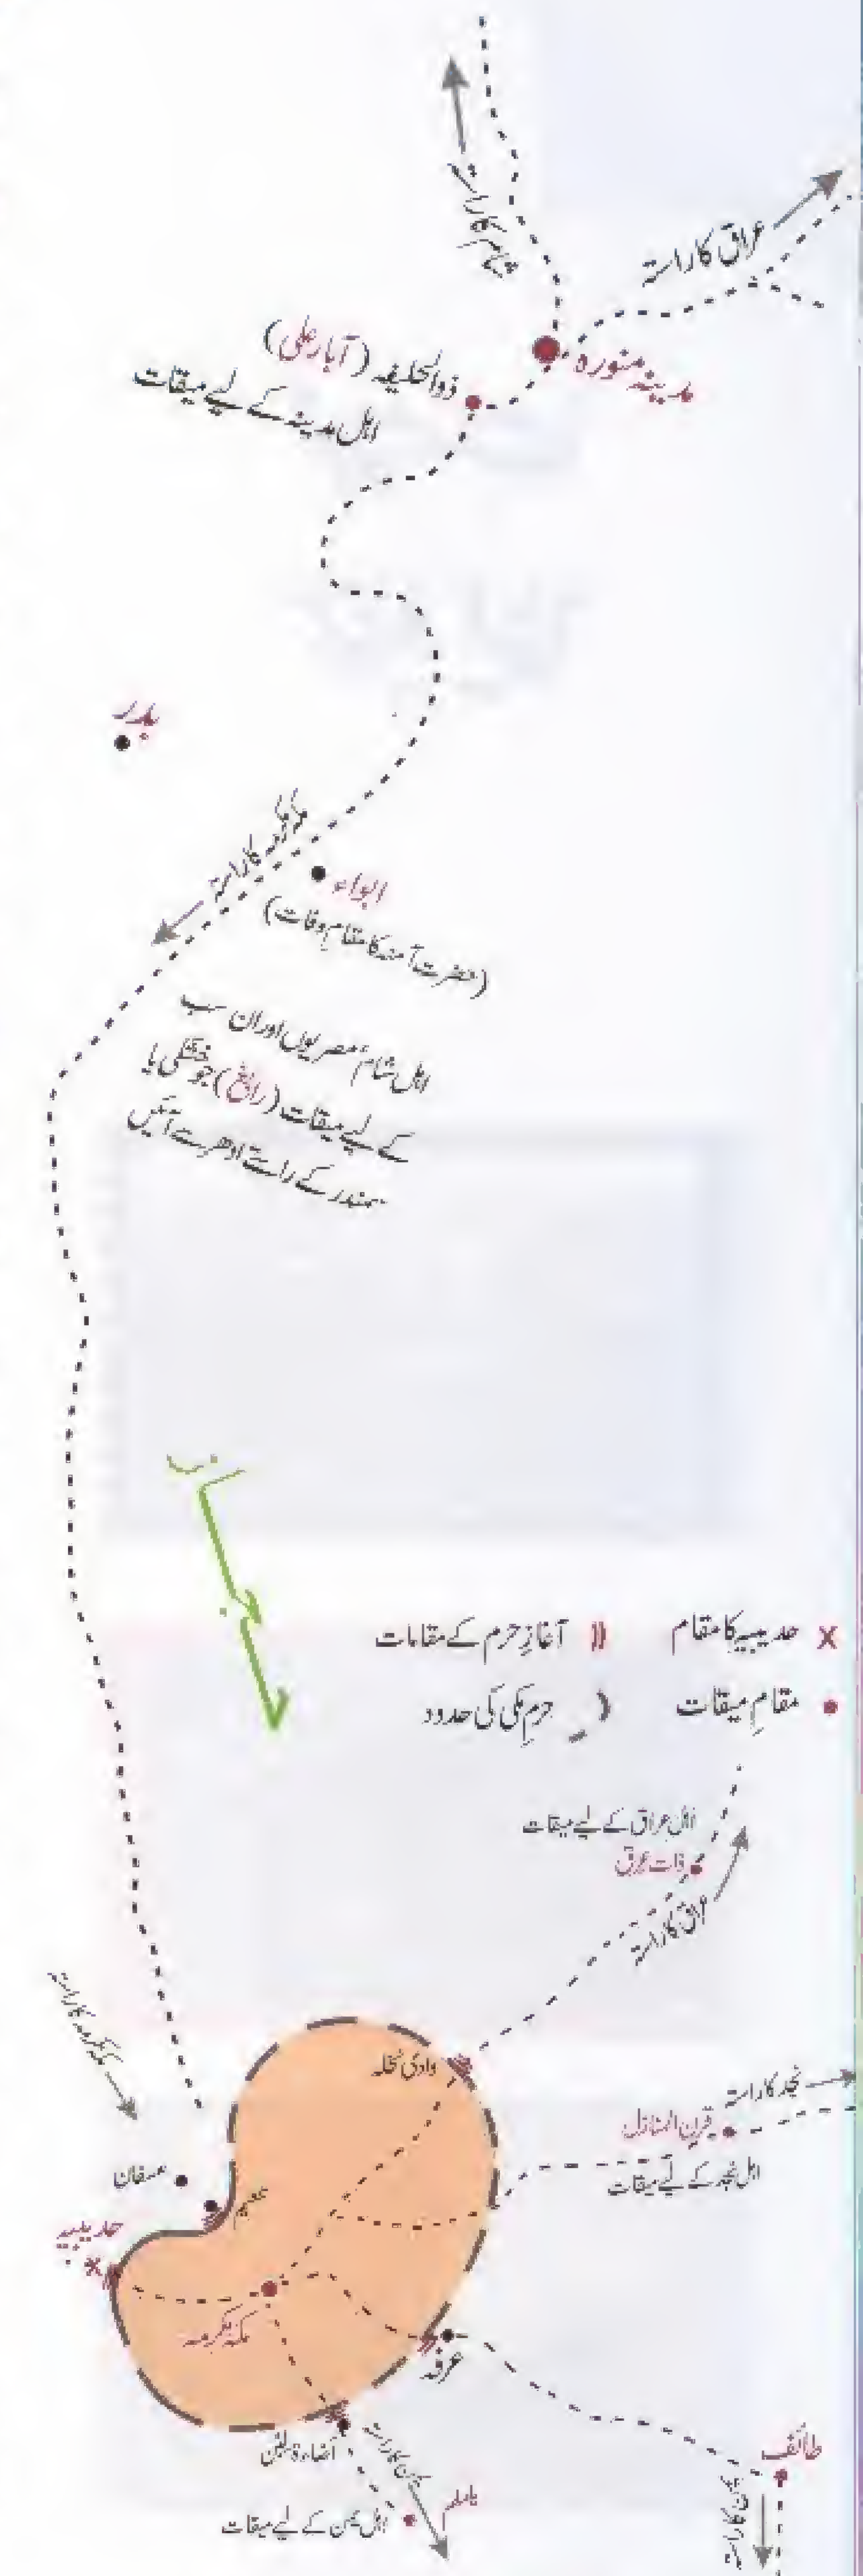 شام کا راستہ
عراق کا راستہ
مدینہ منورہ
ذوالحلیفہ (آبار علی)
اہل مدینہ کے لیے میقات
بدر
کا راستہ
ابواء
(حضرت آمنہ کا مقام وفات)
اہل شام، مصریوں اور ان سب
کے لیے میقات (رابغ) جو خشکی یا
سمندر کے راستے ادھر سے آئیں
x حدیبیہ کا مقام
آغازِ حرم کے مقامات
مقامِ میقات
حرمِ مکی کی حدود
اہل عراق کے لیے میقات
ذات عرق
عراق کا راستہ
مکہ مکرمہ کا راستہ
وادی نخلہ
نجد کا راستہ
قرن المنازل
اہل نجد کے لیے میقات
عسفان
حدیبیہ
مکہ مکرمہ
عرفہ
طائف
یمن کا راستہ
یلملم
اہل یمن کے لیے میقات